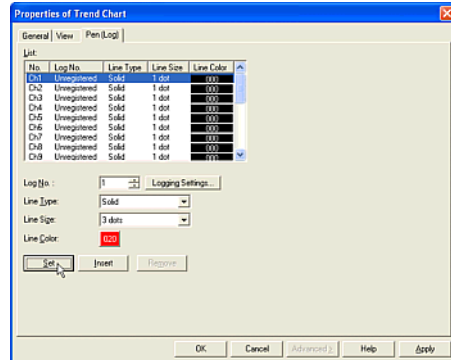 Properties of Trend Chart
General View Pen (Log)
List:
No. Log No. Line Type Line Size Line Color
Ch1 Unregistered Solid 1 dot 000
Ch2 Unregistered Solid 1 dot 000
Ch3 Unregistered Solid 1 dot 000
Ch4 Unregistered Solid 1 dot 000
Ch5 Unregistered Solid 1 dot 000
Ch6 Unregistered Solid 1 dot 000
Ch7 Unregistered Solid 1 dot 000
Ch8 Unregistered Solid 1 dot 000
Ch9 Unregistered Solid 1 dot 000
Log No. : 1 Logging Settings...
Line Type: Solid
Line Size: 3 dots
Line Color: 020
Set Insert Remove
OK Cancel Advanced > Help Apply